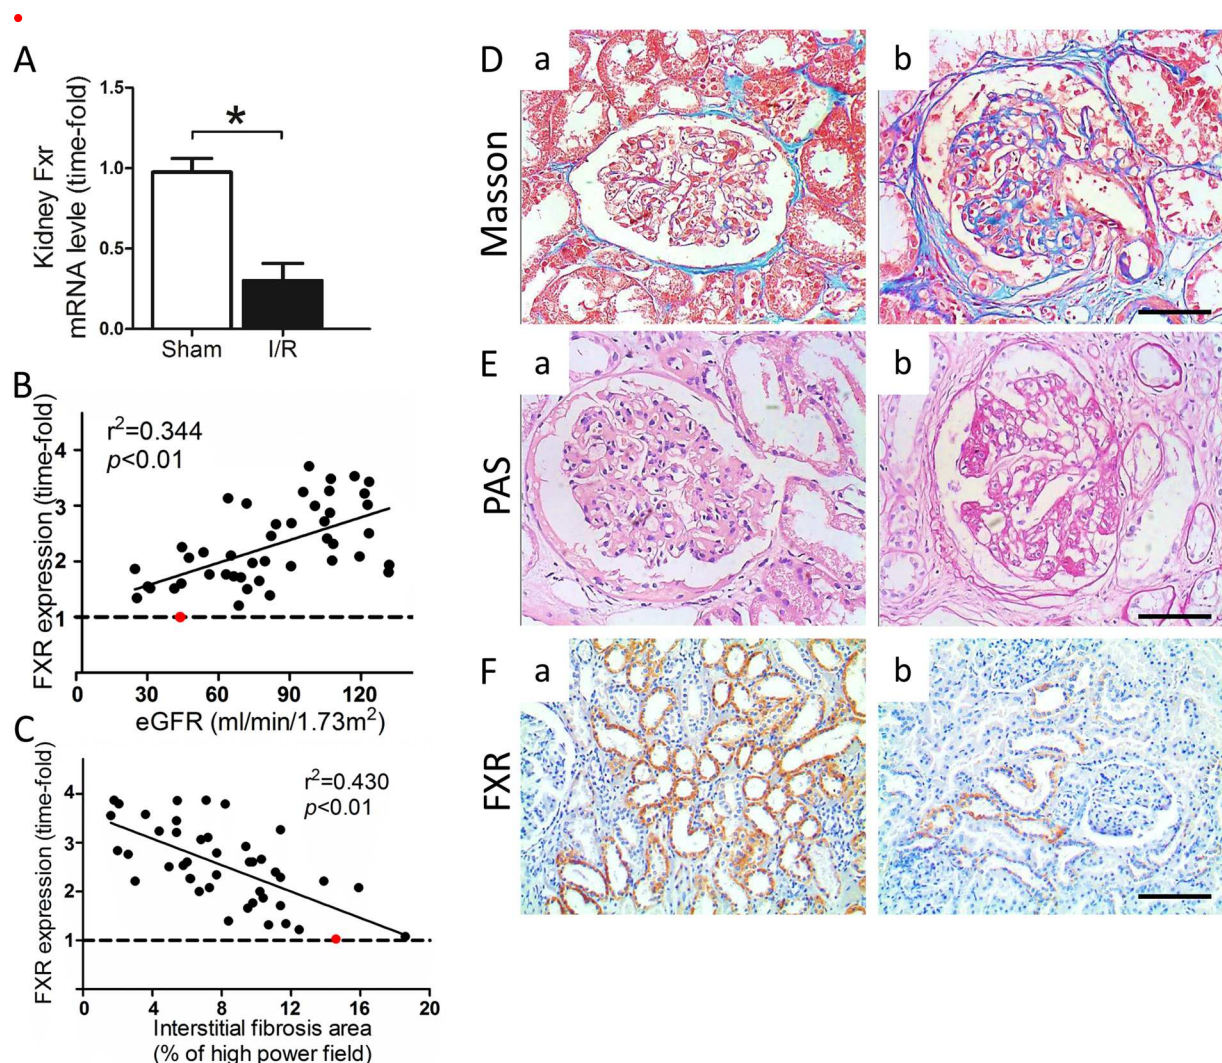 A
Kidney Fxr
mRNA levle (time-fold)
1.5
1.0
0.5
0.0
*
Sham
I/R
B
FXR expression (time-fold)
r²=0.344
p<0.01
4
3
2
1
0
30
60
90
120
eGFR (ml/min/1.73m²)
C
FXR expression (time-fold)
r²=0.430
p<0.01
4
3
2
1
0
4
8
12
16
20
Interstitial fibrosis area
(% of high power field)
D
a
b
Masson
E
a
b
PAS
F
a
b
FXR